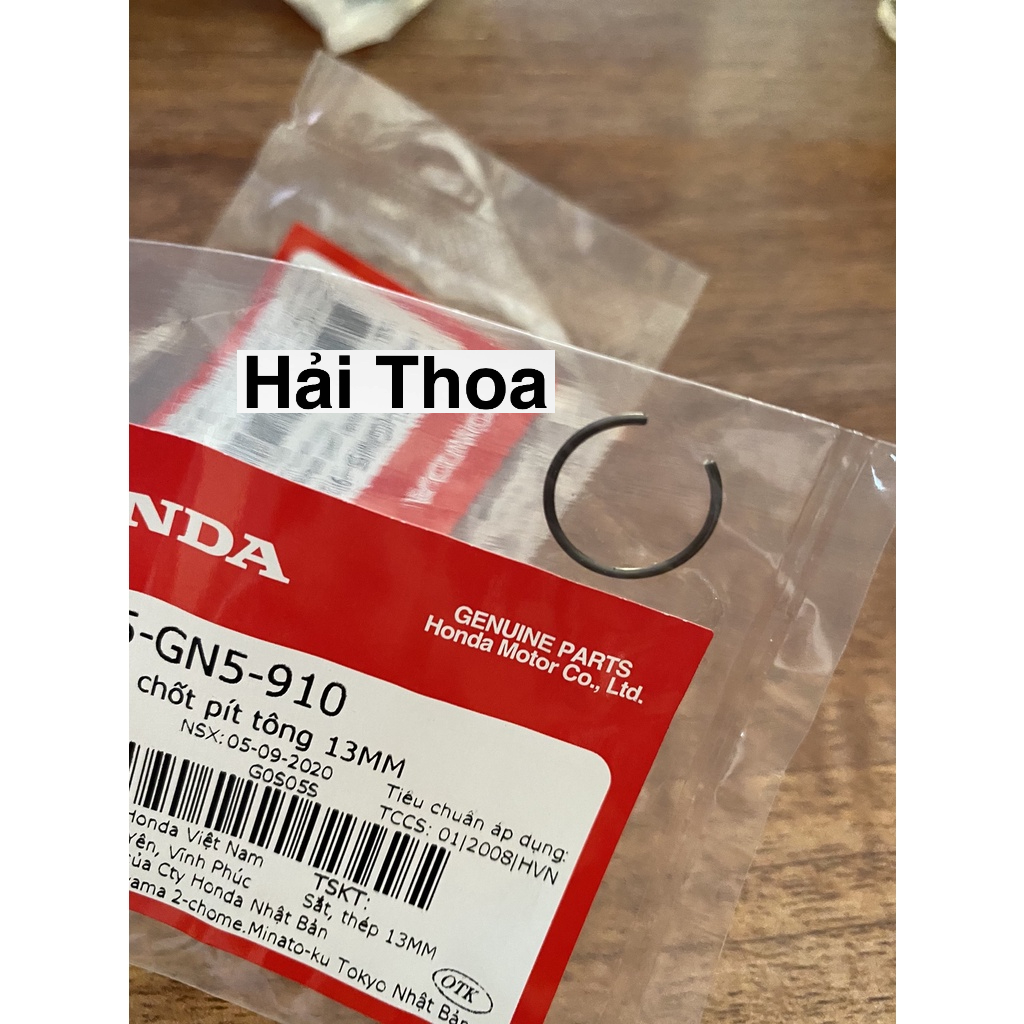 Hải Thoa
NDA
GENUINE PARTS
Honda Motor Co., Ltd.
5-GN5-910
chốt pít tông 13MM
NSX: 05-09-2020
G0S05S
Tiêu chuẩn áp dụng:
TCCS: 01|2008|HVN
Honda Việt Nam
Yên, Vĩnh Phúc
của Cty Honda Nhật Bản
yama 2-chome.Minato-ku Tokyo Nhật Bản
TSKT:
Sắt, thép 13MM
OTK